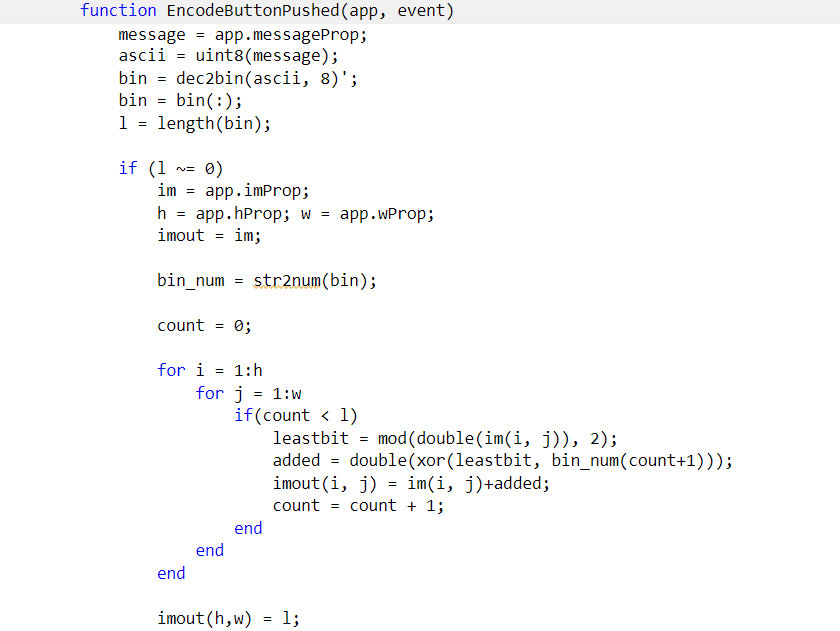 function EncodeButtonPushed(app, event)
message = app.messageProp;
ascii = uint8(message);
bin = dec2bin(ascii, 8)';
bin = bin(:);
l = length(bin);
if (l ~= 0)
im = app.imProp;
h = app.hProp; w = app.wProp;
imout = im;
bin_num = str2num(bin);
count = 0;
for i = 1:h
for j = 1:w
if(count < l)
leastbit = mod(double(im(i, j)), 2);
added = double(xor(leastbit, bin_num(count+1)));
imout(i, j) = im(i, j)+added;
count = count + 1;
end
end
end
imout(h,w) = l;